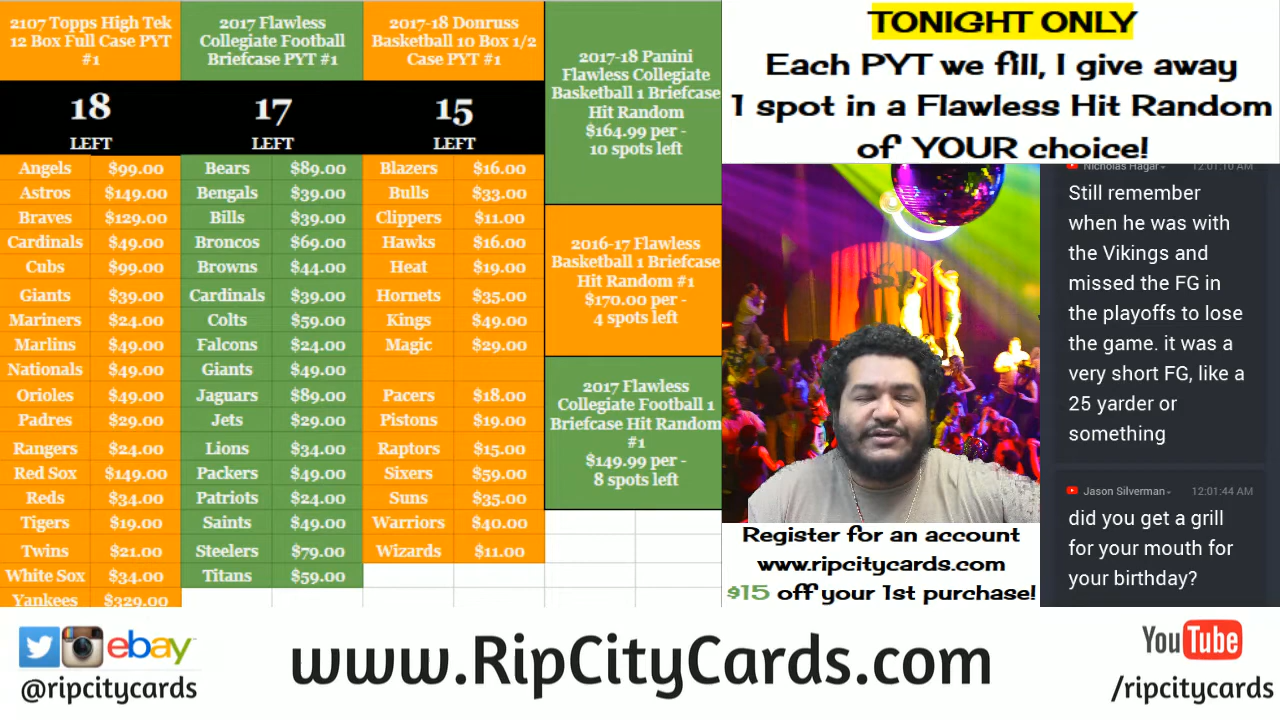 2107 Topps High Tek
12 Box Full Case PYT
#1
18
LEFT
Angels $99.00
Astros $149.00
Braves $129.00
Cardinals $49.00
Cubs $99.00
Giants $39.00
Mariners $24.00
Marlins $49.00
Nationals $49.00
Orioles $49.00
Padres $29.00
Rangers $24.00
Red Sox $149.00
Reds $34.00
Tigers $19.00
Twins $21.00
White Sox $34.00
Yankees $329.00
2017 Flawless
Collegiate Football
Briefcase PYT #1
17
LEFT
Bears $89.00
Bengals $39.00
Bills $39.00
Broncos $69.00
Browns $44.00
Cardinals $39.00
Colts $59.00
Falcons $24.00
Giants $49.00
Jaguars $89.00
Jets $29.00
Lions $34.00
Packers $49.00
Patriots $24.00
Saints $49.00
Steelers $79.00
Titans $59.00
2017-18 Donruss
Basketball 10 Box 1/2
Case PYT #1
15
LEFT
Blazers $16.00
Bulls $33.00
Clippers $11.00
Hawks $16.00
Heat $19.00
Hornets $35.00
Kings $49.00
Magic $29.00
Pacers $18.00
Pistons $19.00
Raptors $15.00
Sixers $59.00
Suns $35.00
Warriors $40.00
Wizards $11.00
2017-18 Panini
Flawless Collegiate
Basketball 1 Briefcase
Hit Random
$164.99 per -
10 spots left
2016-17 Flawless
Basketball 1 Briefcase
Hit Random #1
$170.00 per -
4 spots left
2017 Flawless
Collegiate Football 1
Briefcase Hit Random
#1
$149.99 per -
8 spots left
TONIGHT ONLY
Each PYT we fill, I give away
1 spot in a Flawless Hit Random
of YOUR choice!
Nicholas Hagar 12:01:10 AM
Still remember
when he was with
the Vikings and
missed the FG in
the playoffs to lose
the game. it was a
very short FG, like a
25 yarder or
something
Jason Silverman 12:01:44 AM
did you get a grill
for your mouth for
your birthday?
Register for an account
www.ripcitycards.com
$15 off your 1st purchase!
ebay
@ripcitycards
www.RipCityCards.com
YouTube
/ripcitycards